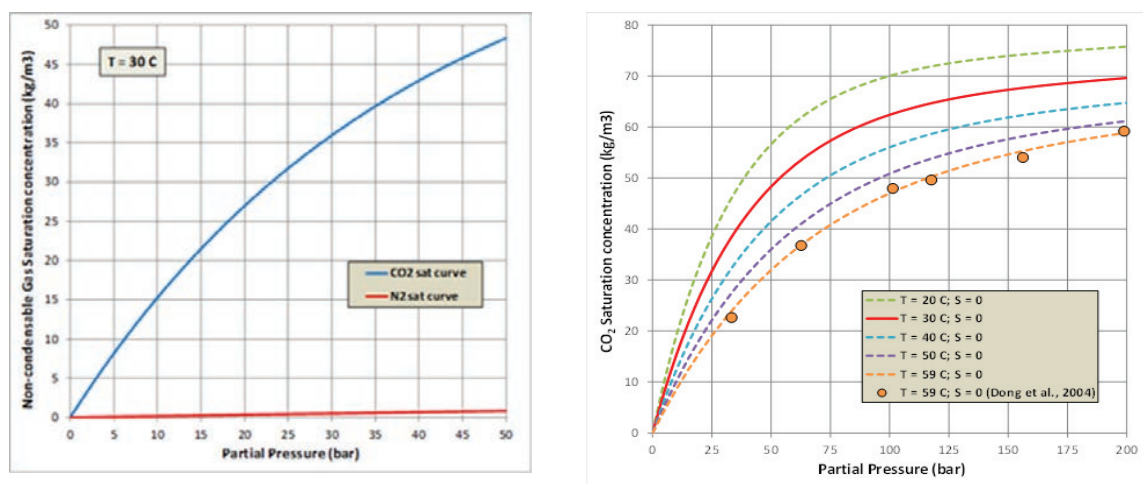 Non-condensable Gas Saturation concentration (kg/m3)
50
45
40
35
30
25
20
15
10
5
0
T = 30 C
CO2 sat curve
N2 sat curve
0 5 10 15 20 25 30 35 40 45 50
Partial Pressure (bar)
CO2 Saturation concentration (kg/m3)
80
70
60
50
40
30
20
10
0
T = 20 C; S = 0
T = 30 C; S = 0
T = 40 C; S = 0
T = 50 C; S = 0
T = 59 C; S = 0
T = 59 C; S = 0 (Dong et al., 2004)
0 25 50 75 100 125 150 175 200
Partial Pressure (bar)